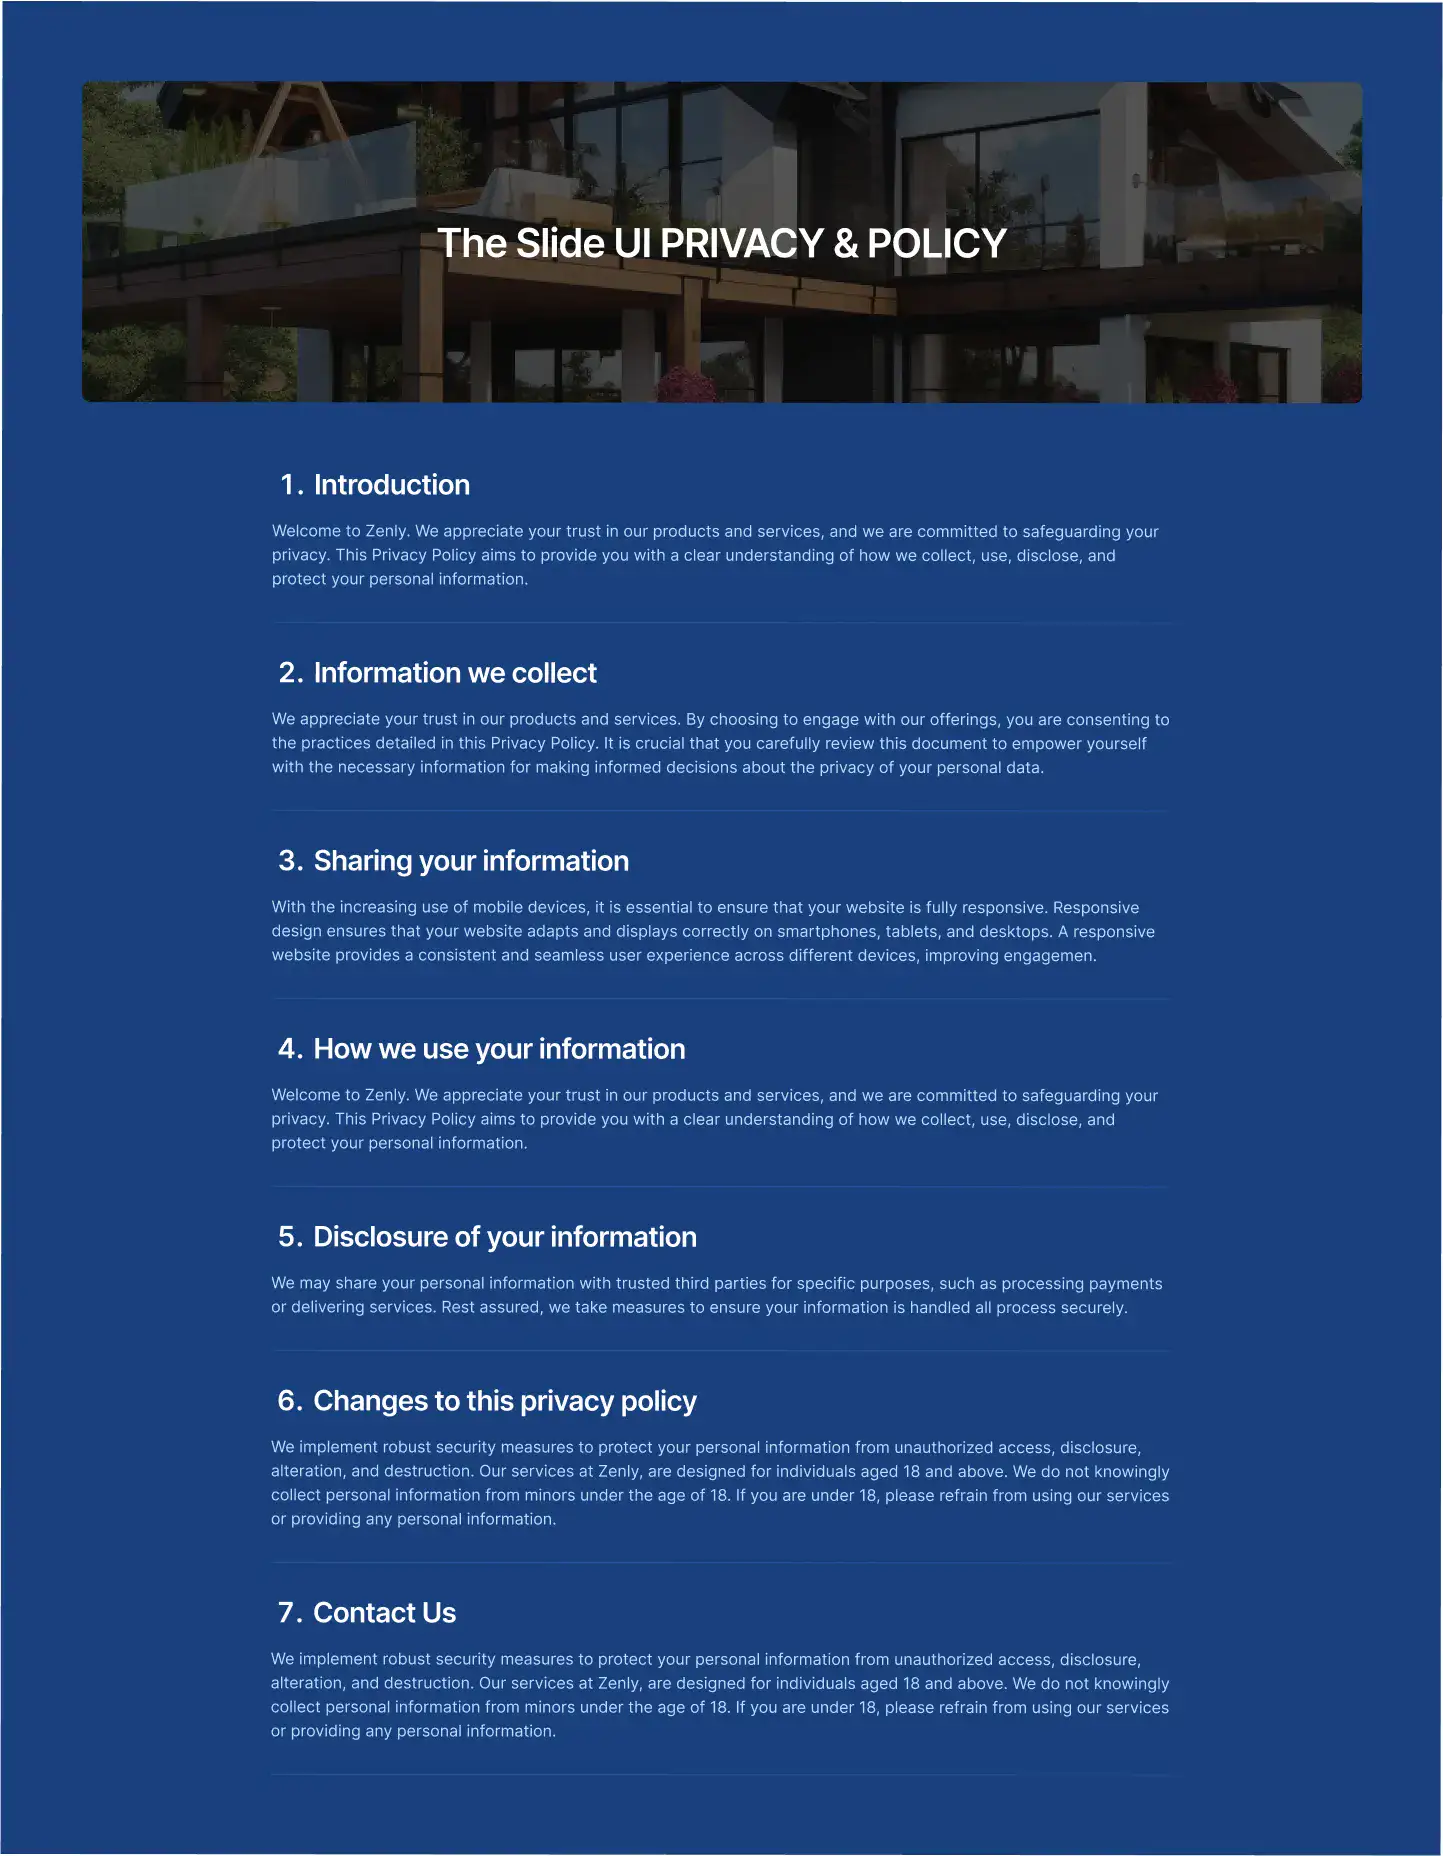 The Slide UI PRIVACY & POLICY
1. Introduction
Welcome to Zenly. We appreciate your trust in our products and services, and we are committed to safeguarding your
privacy. This Privacy Policy aims to provide you with a clear understanding of how we collect, use, disclose, and
protect your personal information.
2. Information we collect
We appreciate your trust in our products and services. By choosing to engage with our offerings, you are consenting to
the practices detailed in this Privacy Policy. It is crucial that you carefully review this document to empower yourself
with the necessary information for making informed decisions about the privacy of your personal data.
3. Sharing your information
With the increasing use of mobile devices, it is essential to ensure that your website is fully responsive. Responsive
design ensures that your website adapts and displays correctly on smartphones, tablets, and desktops. A responsive
website provides a consistent and seamless user experience across different devices, improving engagemen.
4. How we use your information
Welcome to Zenly. We appreciate your trust in our products and services, and we are committed to safeguarding your
privacy. This Privacy Policy aims to provide you with a clear understanding of how we collect, use, disclose, and
protect your personal information.
5. Disclosure of your information
We may share your personal information with trusted third parties for specific purposes, such as processing payments
or delivering services. Rest assured, we take measures to ensure your information is handled all process securely.
6. Changes to this privacy policy
We implement robust security measures to protect your personal information from unauthorized access, disclosure,
alteration, and destruction. Our services at Zenly, are designed for individuals aged 18 and above. We do not knowingly
collect personal information from minors under the age of 18. If you are under 18, please refrain from using our services
or providing any personal information.
7. Contact Us
We implement robust security measures to protect your personal information from unauthorized access, disclosure,
alteration, and destruction. Our services at Zenly, are designed for individuals aged 18 and above. We do not knowingly
collect personal information from minors under the age of 18. If you are under 18, please refrain from using our services
or providing any personal information.